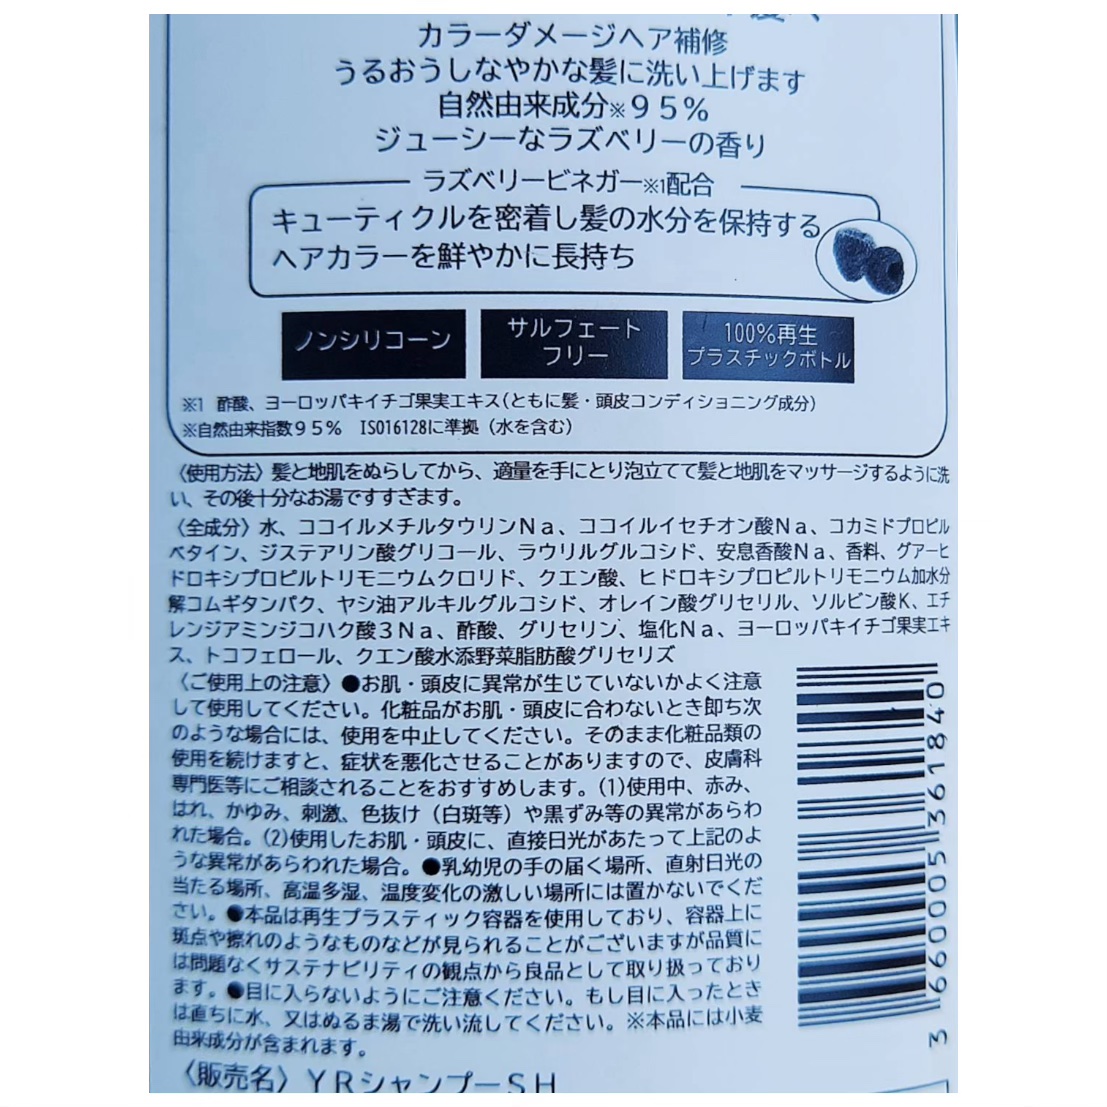 カラーダメージヘア補修
うるおうしなやかな髪に洗い上げます
自然由来成分※95%
ジューシーなラズベリーの香り
ラズベリービネガー※1配合
キューティクルを密着し髪の水分を保持する
ヘアカラーを鮮やかに長持ち
ノンシリコーン
サルフェート
フリー
100%再生
プラスチックボトル
※1 酢酸、ヨーロッパキイチゴ果実エキス(ともに髪・頭皮コンディショニング成分)
※自然由来指数95% ISO16128に準拠(水を含む)
〈使用方法〉髪と地肌をぬらしてから、適量を手にとり泡立てて髪と地肌をマッサージするように洗
い、その後十分なお湯ですすぎます。
〈全成分〉水、ココイルメチルタウリンNa、ココイルイセチオン酸Na、コカミドプロピル
ベタイン、ジステアリン酸グリコール、ラウリルグルコシド、安息香酸Na、香料、グアーヒ
ドロキシプロピルトリモニウムクロリド、クエン酸、ヒドロキシプロピルトリモニウム加水分
解コムギタンパク、ヤシ油アルキルグルコシド、オレイン酸グリセリル、ソルビン酸K、エチ
レンジアミンジコハク酸3Na、酢酸、グリセリン、塩化Na、ヨーロッパキイチゴ果実エキ
ス、トコフェロール、クエン酸水添野菜脂肪酸グリセリズ
〈ご使用上の注意〉●お肌・頭皮に異常が生じていないかよく注意
して使用してください。化粧品がお肌・頭皮に合わないとき即ち次
のような場合には、使用を中止してください。そのまま化粧品類の
使用を続けますと、症状を悪化させることがありますので、皮膚科
専門医等にご相談されることをおすすめします。(1)使用中、赤み、
はれ、かゆみ、刺激、色抜け(白斑等)や黒ずみ等の異常があらわ
れた場合。(2)使用したお肌・頭皮に、直接日光があたって上記のよ
うな異常があらわれた場合。●乳幼児の手の届く場所、直射日光の
当たる場所、高温多湿、温度変化の激しい場所には置かないでくだ
さい。●本品は再生プラスティック容器を使用しており、容器上に
斑点や擦れのようなものなどが見られることがございますが品質に
は問題なくサステナビリティの観点から良品として取り扱っており
ます。●目に入らないようにご注意ください。もし目に入ったとき
は直ちに水、又はぬるま湯で洗い流してください。※本品には小麦
由来成分が含まれます。
3660005361840
〈販売名〉YRシャンプーSH